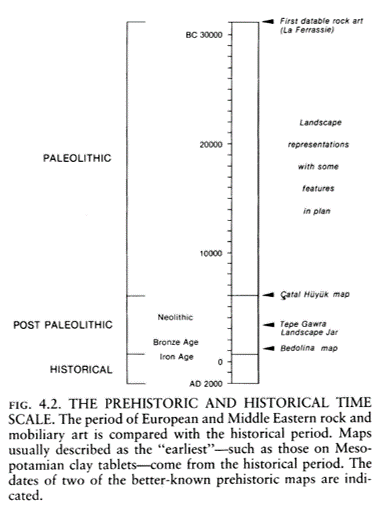 First datable rock art
(La Ferrassie)
BC 30000
Landscape
20000
representations
PALEOLITHIC
with some
features
in plan
10000
Çatal Hüyük map
Neolithic
POST PALEOLITHIC
Tepe Gawra
Landscape Jar
Bronze Age
Bedolina map
Iron Age
0
HISTORICAL
AD 2000
FIG. 4.2. THE PREHISTORIC AND HISTORICAL TIME
SCALE. The period of European and Middle Eastern rock and
mobiliary art is compared with the historical period. Maps
usually described as the “earliest”—such as those on Meso-
potamian clay tablets—come from the historical period. The
dates of two of the better-known prehistoric maps are indi-
cated.